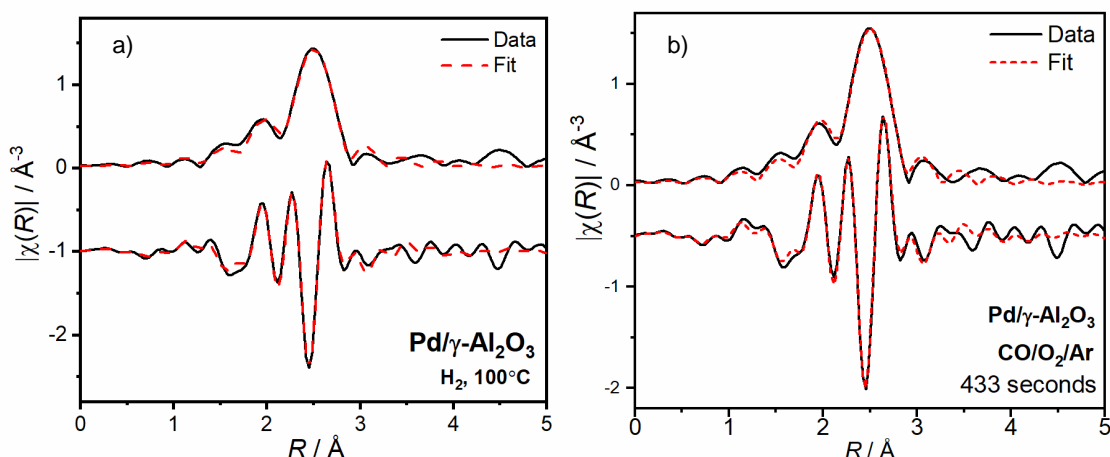 a)
Data
Fit
1
0
-1
-2
|χ(R)| / Å⁻³
Pd/γ-Al₂O₃
H₂, 100°C
0 1 2 3 4 5
R / Å
b)
Data
Fit
1
0
-1
-2
|χ(R)| / Å⁻³
Pd/γ-Al₂O₃
CO/O₂/Ar
433 seconds
0 1 2 3 4 5
R / Å